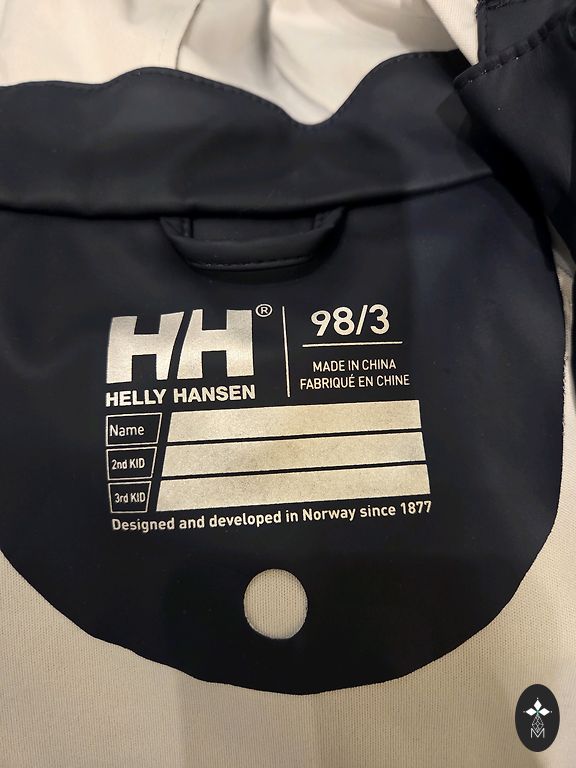 HH®
HELLY HANSEN
98/3
MADE IN CHINA
FABRIQUÉ EN CHINE
Name
2nd KID
3rd KID
Designed and developed in Norway since 1877
M